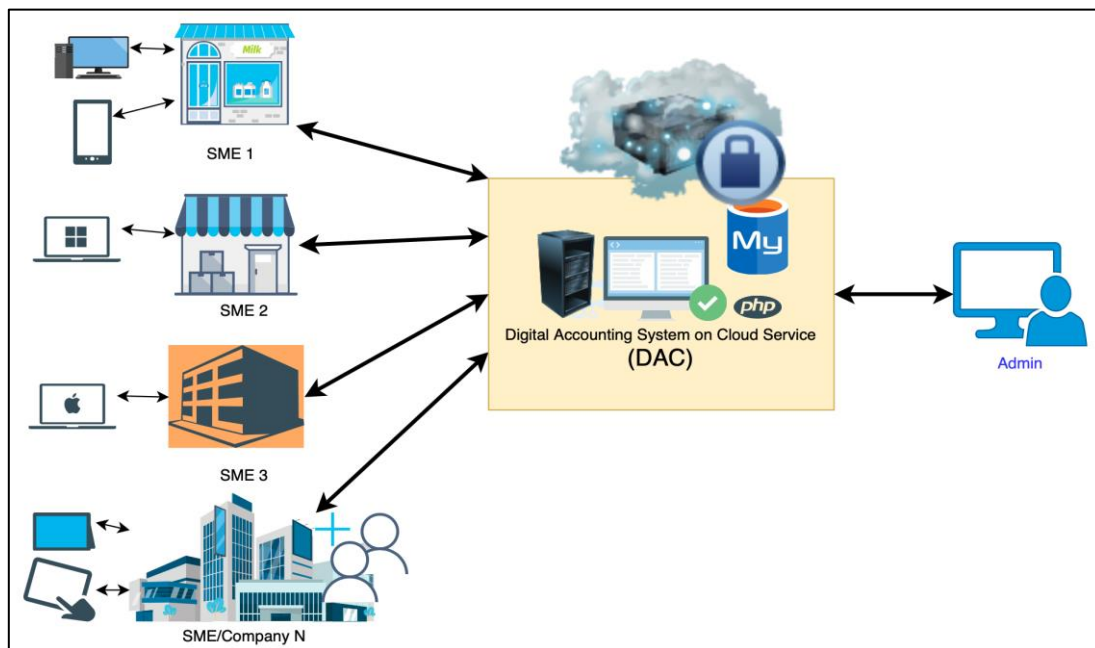 Milk
SME 1
SME 2
SME 3
SME/Company N
My
php
Digital Accounting System on Cloud Service
(DAC)
Admin